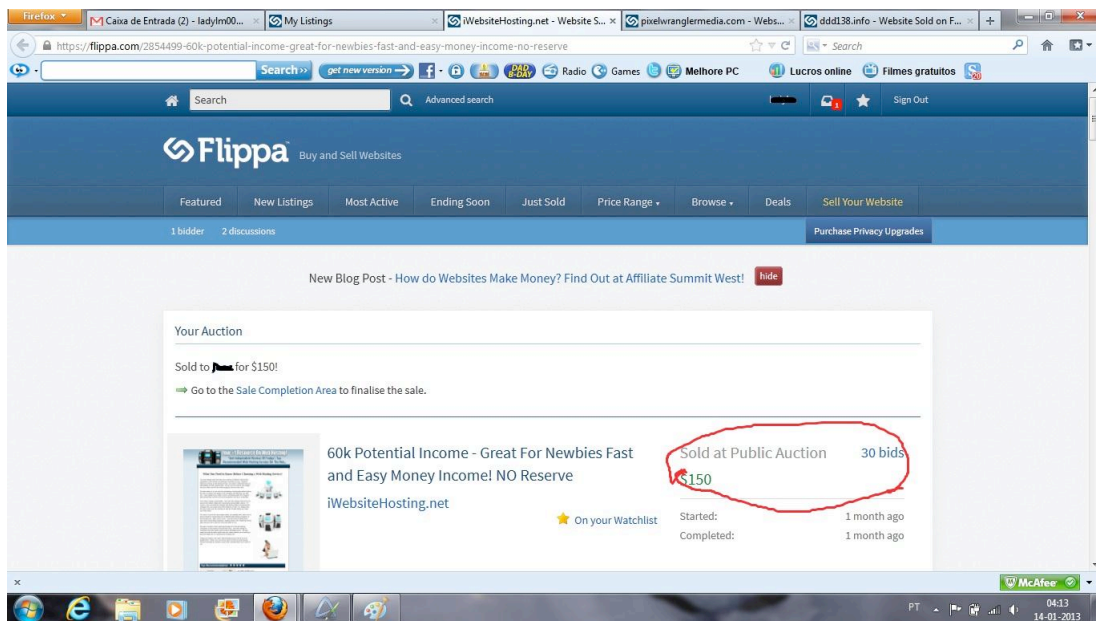 Firefox
Caixa de Entrada (2) - ladylm00...
My Listings
iWebsiteHosting.net - Website S...
pixelwranglermedia.com - Webs...
ddd138.info - Website Sold on F...
https://flippa.com/2854499-60k-potential-income-great-for-newbies-fast-and-easy-money-income-no-reserve
Search
Search
get new version
Radio
Games
Melhore PC
Lucros online
Filmes gratuitos
Search
Advanced search
1
Sign Out
Flippa
Buy and Sell Websites
Featured
New Listings
Most Active
Ending Soon
Just Sold
Price Range
Browse
Deals
Sell Your Website
1 bidder
2 discussions
Purchase Privacy Upgrades
New Blog Post - How do Websites Make Money? Find Out at Affiliate Summit West!
hide
Your Auction
Sold to for $150!
Go to the Sale Completion Area to finalise the sale.
60k Potential Income - Great For Newbies Fast
and Easy Money Income! NO Reserve
iWebsiteHosting.net
On your Watchlist
Sold at Public Auction
30 bids
$150
Started:
1 month ago
Completed:
1 month ago
McAfee
PT
04:13
14-01-2013